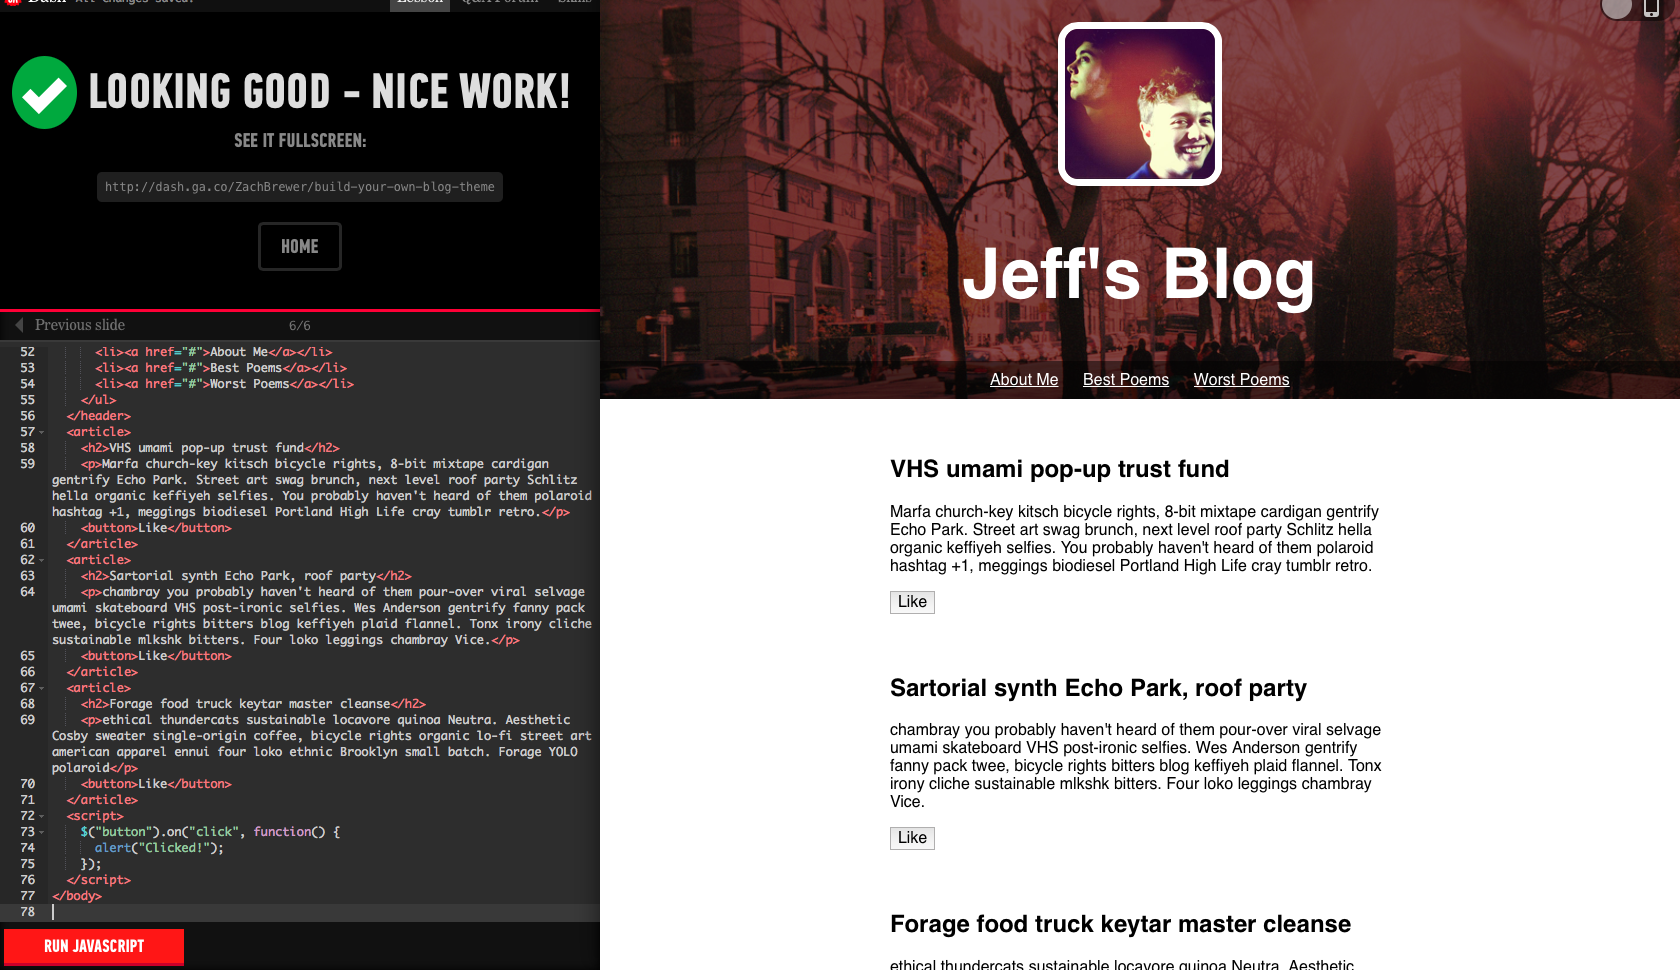 Dash All changes saved! Lesson Q&A Forum Skills
LOOKING GOOD - NICE WORK!
SEE IT FULLSCREEN:
http://dash.ga.co/ZachBrewer/build-your-own-blog-theme
HOME
Previous slide 6/6
52 <li><a href="#">About Me</a></li>
53 <li><a href="#">Best Poems</a></li>
54 <li><a href="#">Worst Poems</a></li>
55 </ul>
56 </header>
57 <article>
58 <h2>VHS umami pop-up trust fund</h2>
59 <p>Marfa church-key kitsch bicycle rights, 8-bit mixtape cardigan
gentrify Echo Park. Street art swag brunch, next level roof party Schlitz
hella organic keffiyeh selfies. You probably haven't heard of them polaroid
hashtag +1, meggings biodiesel Portland High Life cray tumblr retro.</p>
60 <button>Like</button>
61 </article>
62 <article>
63 <h2>Sartorial synth Echo Park, roof party</h2>
64 <p>chambray you probably haven't heard of them pour-over viral selvage
umami skateboard VHS post-ironic selfies. Wes Anderson gentrify fanny pack
twee, bicycle rights bitters blog keffiyeh plaid flannel. Tonx irony cliche
sustainable mlkshk bitters. Four loko leggings chambray Vice.</p>
65 <button>Like</button>
66 </article>
67 <article>
68 <h2>Forage food truck keytar master cleanse</h2>
69 <p>ethical thundercats sustainable locavore quinoa Neutra. Aesthetic
Cosby sweater single-origin coffee, bicycle rights organic lo-fi street art
american apparel ennui four loko ethnic Brooklyn small batch. Forage YOLO
polaroid</p>
70 <button>Like</button>
71 </article>
72 <script>
73 $("button").on("click", function() {
74 alert("Clicked!");
75 });
76 </script>
77 </body>
78
RUN JAVASCRIPT
Jeff's Blog
About Me Best Poems Worst Poems
VHS umami pop-up trust fund
Marfa church-key kitsch bicycle rights, 8-bit mixtape cardigan gentrify
Echo Park. Street art swag brunch, next level roof party Schlitz hella
organic keffiyeh selfies. You probably haven't heard of them polaroid
hashtag +1, meggings biodiesel Portland High Life cray tumblr retro.
Like
Sartorial synth Echo Park, roof party
chambray you probably haven't heard of them pour-over viral selvage
umami skateboard VHS post-ironic selfies. Wes Anderson gentrify
fanny pack twee, bicycle rights bitters blog keffiyeh plaid flannel. Tonx
irony cliche sustainable mlkshk bitters. Four loko leggings chambray
Vice.
Like
Forage food truck keytar master cleanse
ethical thundercats sustainable locavore quinoa Neutra. Aesthetic